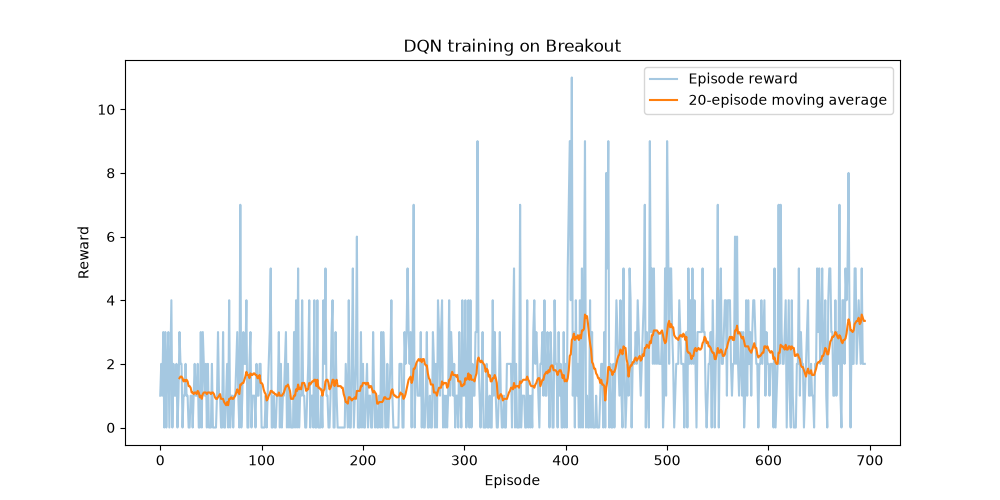 DQN training on Breakout
Episode reward
20-episode moving average
Reward
10
8
6
4
2
0
0 100 200 300 400 500 600 700
Episode